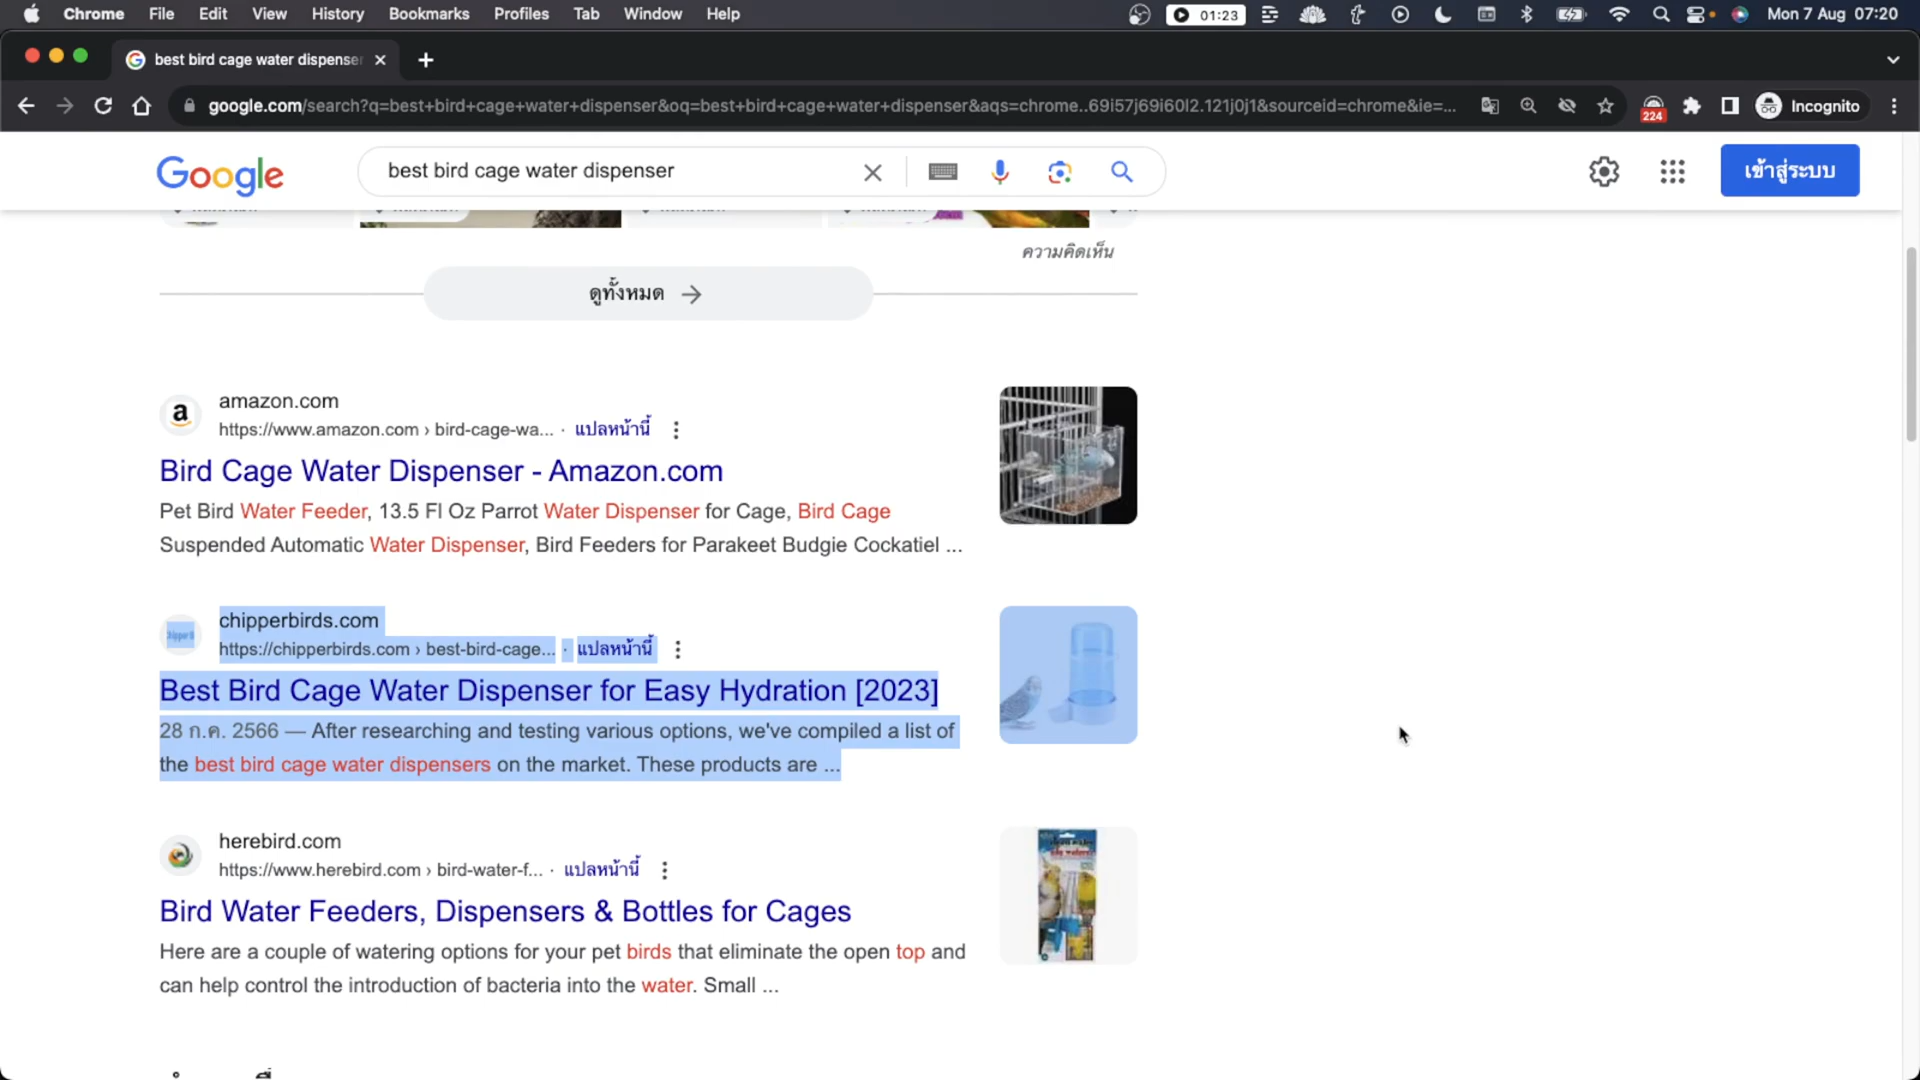 Chrome File Edit View History Bookmarks Profiles Tab Window Help 01:23 Mon 7 Aug 07:20
best bird cage water dispense
google.com/search?q=best+bird+cage+water+dispenser&oq=best+bird+cage+water+dispenser&aqs=chrome..69i57j69i60l2.121j0j1&sourceid=chrome&ie=... 224 Incognito
Google best bird cage water dispenser เข้าสู่ระบบ
ความคิดเห็น
ดูทั้งหมด
amazon.com
https://www.amazon.com › bird-cage-wa... · แปลหน้านี้
Bird Cage Water Dispenser - Amazon.com
Pet Bird Water Feeder, 13.5 Fl Oz Parrot Water Dispenser for Cage, Bird Cage
Suspended Automatic Water Dispenser, Bird Feeders for Parakeet Budgie Cockatiel ...
chipperbirds.com
https://chipperbirds.com › best-bird-cage... · แปลหน้านี้
Best Bird Cage Water Dispenser for Easy Hydration [2023]
28 ก.ค. 2566 — After researching and testing various options, we've compiled a list of
the best bird cage water dispensers on the market. These products are ...
herebird.com
https://www.herebird.com › bird-water-f... · แปลหน้านี้
Bird Water Feeders, Dispensers & Bottles for Cages
Here are a couple of watering options for your pet birds that eliminate the open top and
can help control the introduction of bacteria into the water. Small ...